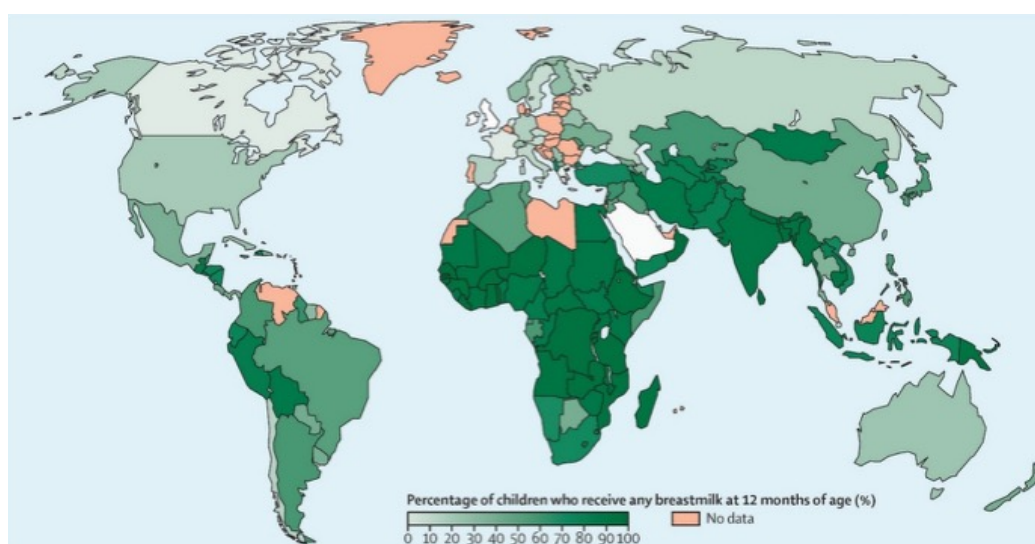 Percentage of children who receive any breastmilk at 12 months of age (%)
0 10 20 30 40 50 60 70 80 90 100
No data